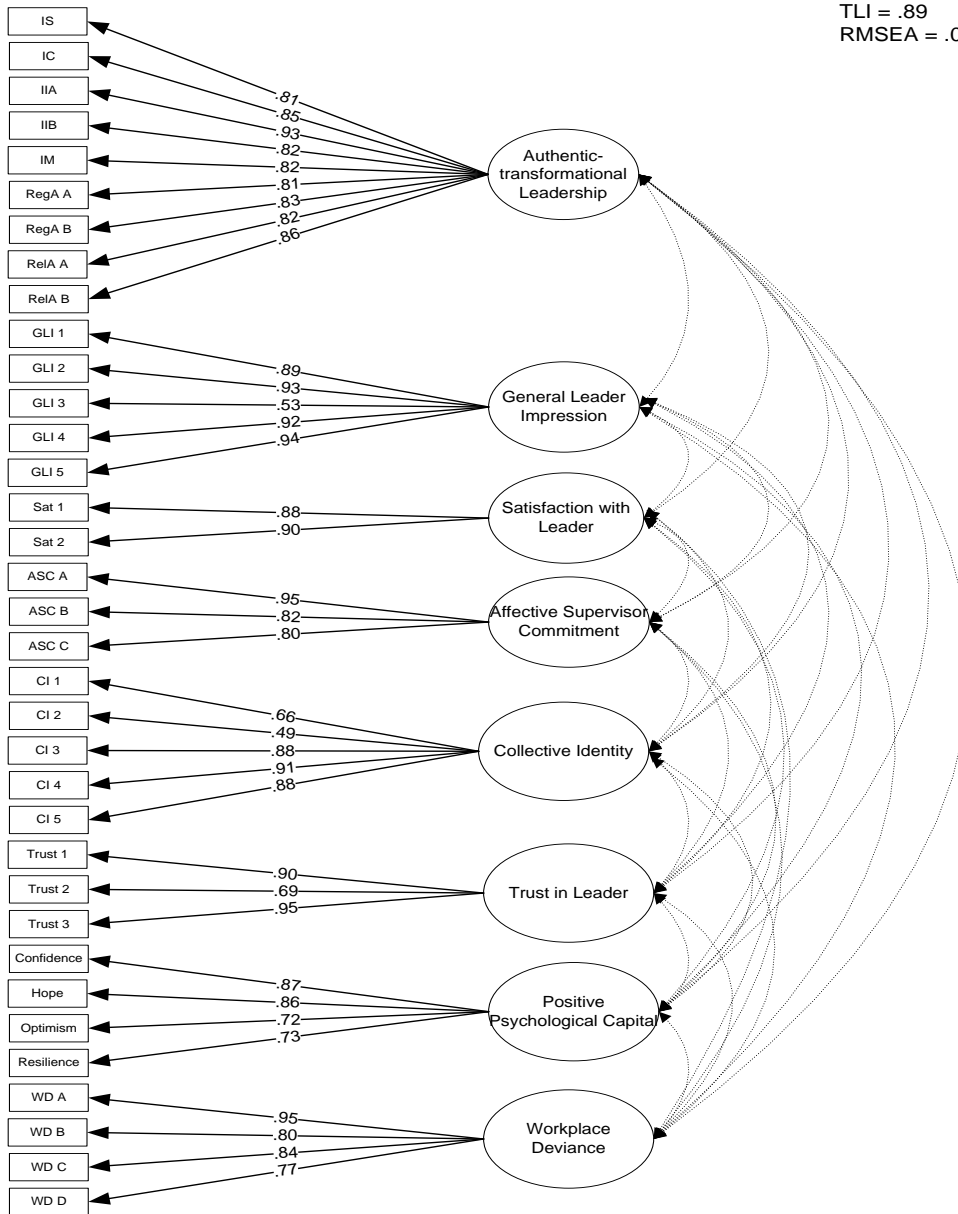 TLI = .89
RMSEA = .0
IS
IC
IIA
IIB
IM
RegA A
RegA B
RelA A
RelA B
.81
.85
.93
.82
.82
.81
.83
.82
.86
Authentic-
transformational
Leadership
GLI 1
GLI 2
GLI 3
GLI 4
GLI 5
.89
.93
.53
.92
.94
General Leader
Impression
Sat 1
Sat 2
.88
.90
Satisfaction with
Leader
ASC A
ASC B
ASC C
.95
.82
.80
Affective Supervisor
Commitment
CI 1
CI 2
CI 3
CI 4
CI 5
.66
.49
.88
.91
.88
Collective Identity
Trust 1
Trust 2
Trust 3
.90
.69
.95
Trust in Leader
Confidence
Hope
Optimism
Resilience
.87
.86
.72
.73
Positive
Psychological Capital
WD A
WD B
WD C
WD D
.95
.80
.84
.77
Workplace
Deviance